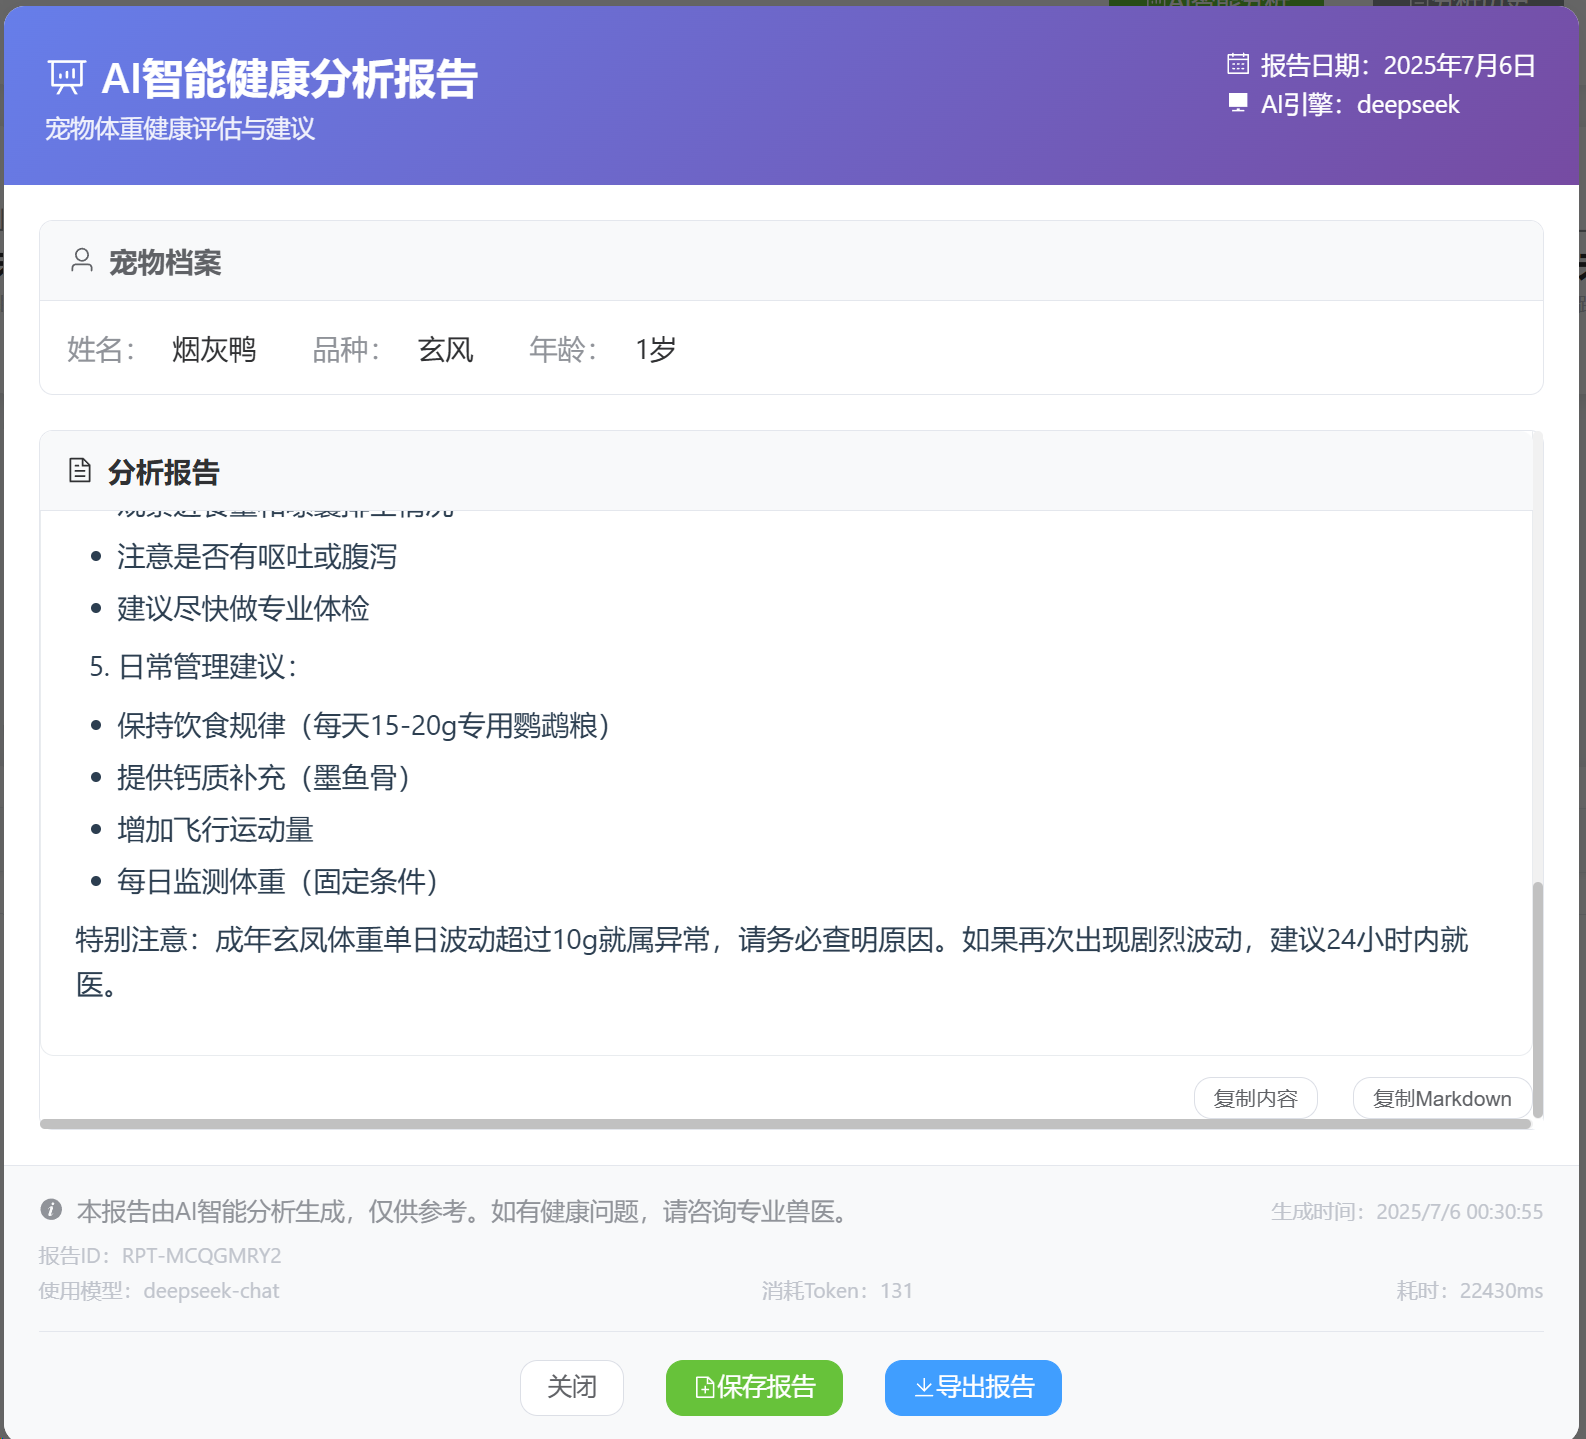 AI智能健康分析报告
宠物体重健康评估与建议
报告日期：2025年7月6日
AI引擎：deepseek
宠物档案
姓名： 烟灰鸭 品种： 玄风 年龄： 1岁
分析报告
注意是否有呕吐或腹泻
建议尽快做专业体检
5. 日常管理建议：
保持饮食规律（每天15-20g专用鹦鹉粮）
提供钙质补充（墨鱼骨）
增加飞行运动量
每日监测体重（固定条件）
特别注意：成年玄凤体重单日波动超过10g就属异常，请务必查明原因。如果再次出现剧烈波动，建议24小时内就
医。
复制内容 复制Markdown
本报告由AI智能分析生成，仅供参考。如有健康问题，请咨询专业兽医。
生成时间：2025/7/6 00:30:55
报告ID：RPT-MCQGMRY2
使用模型：deepseek-chat 消耗Token：131 耗时：22430ms
关闭 保存报告 导出报告